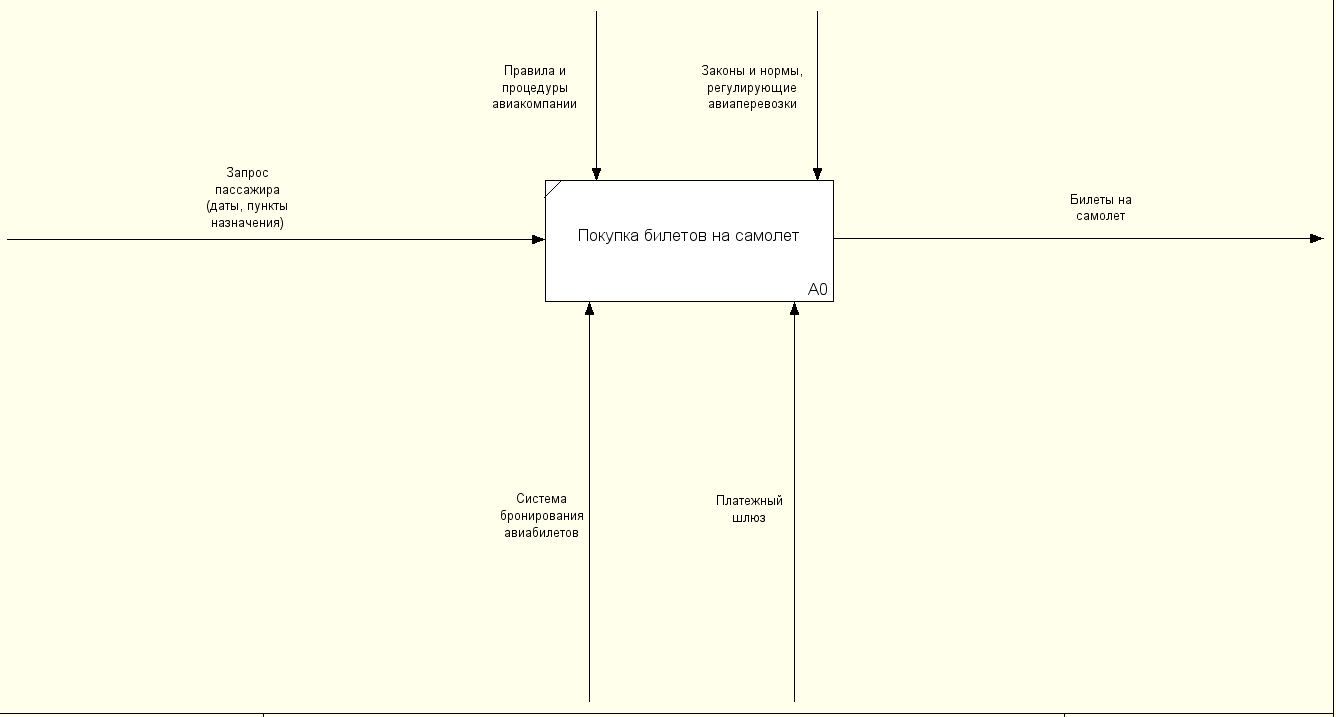 Правила и
процедуры
авиакомпании
Законы и нормы,
регулирующие
авиаперевозки
Запрос
пассажира
(даты, пункты
назначения)
Билеты на
самолет
Покупка билетов на самолет
A0
Система
бронирования
авиабилетов
Платежный
шлюз